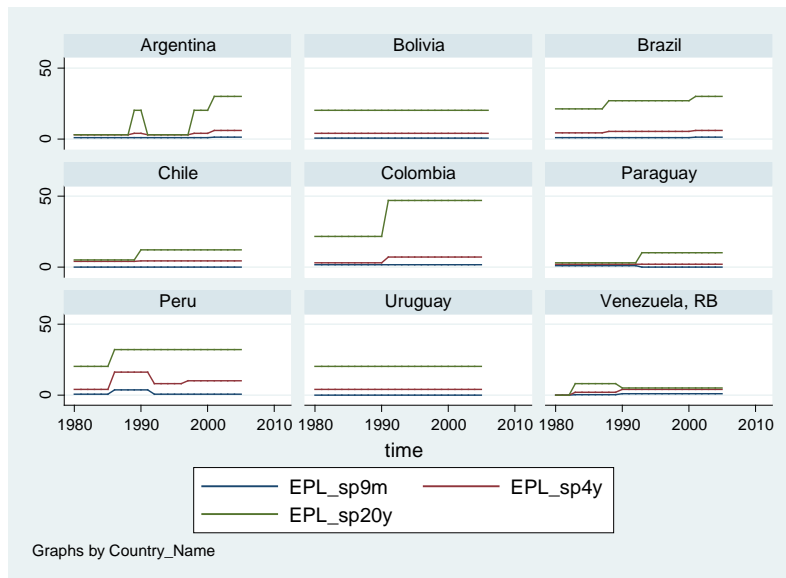 Argentina Bolivia Brazil
50
0
Chile Colombia Paraguay
50
0
Peru Uruguay Venezuela, RB
50
0
1980 1990 2000 2010 1980 1990 2000 2010 1980 1990 2000 2010
time
EPL_sp9m EPL_sp4y
EPL_sp20y
Graphs by Country_Name